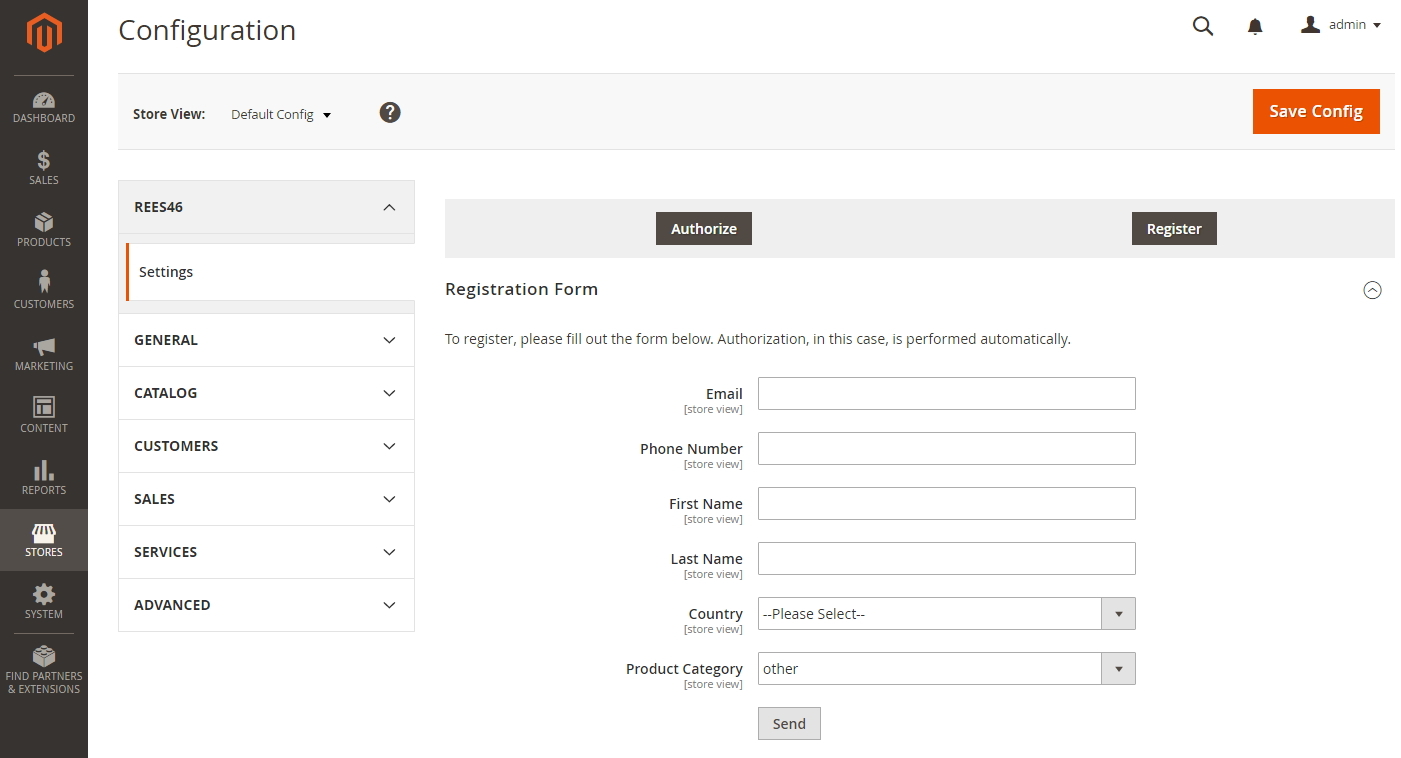 Configuration
admin
DASHBOARD
SALES
PRODUCTS
CUSTOMERS
MARKETING
CONTENT
REPORTS
STORES
SYSTEM
FIND PARTNERS
& EXTENSIONS
Store View: Default Config ?
Save Config
REES46
Settings
GENERAL
CATALOG
CUSTOMERS
SALES
SERVICES
ADVANCED
Authorize
Register
Registration Form
To register, please fill out the form below. Authorization, in this case, is performed automatically.
Email
[store view]
Phone Number
[store view]
First Name
[store view]
Last Name
[store view]
Country --Please Select--
[store view]
Product Category other
[store view]
Send